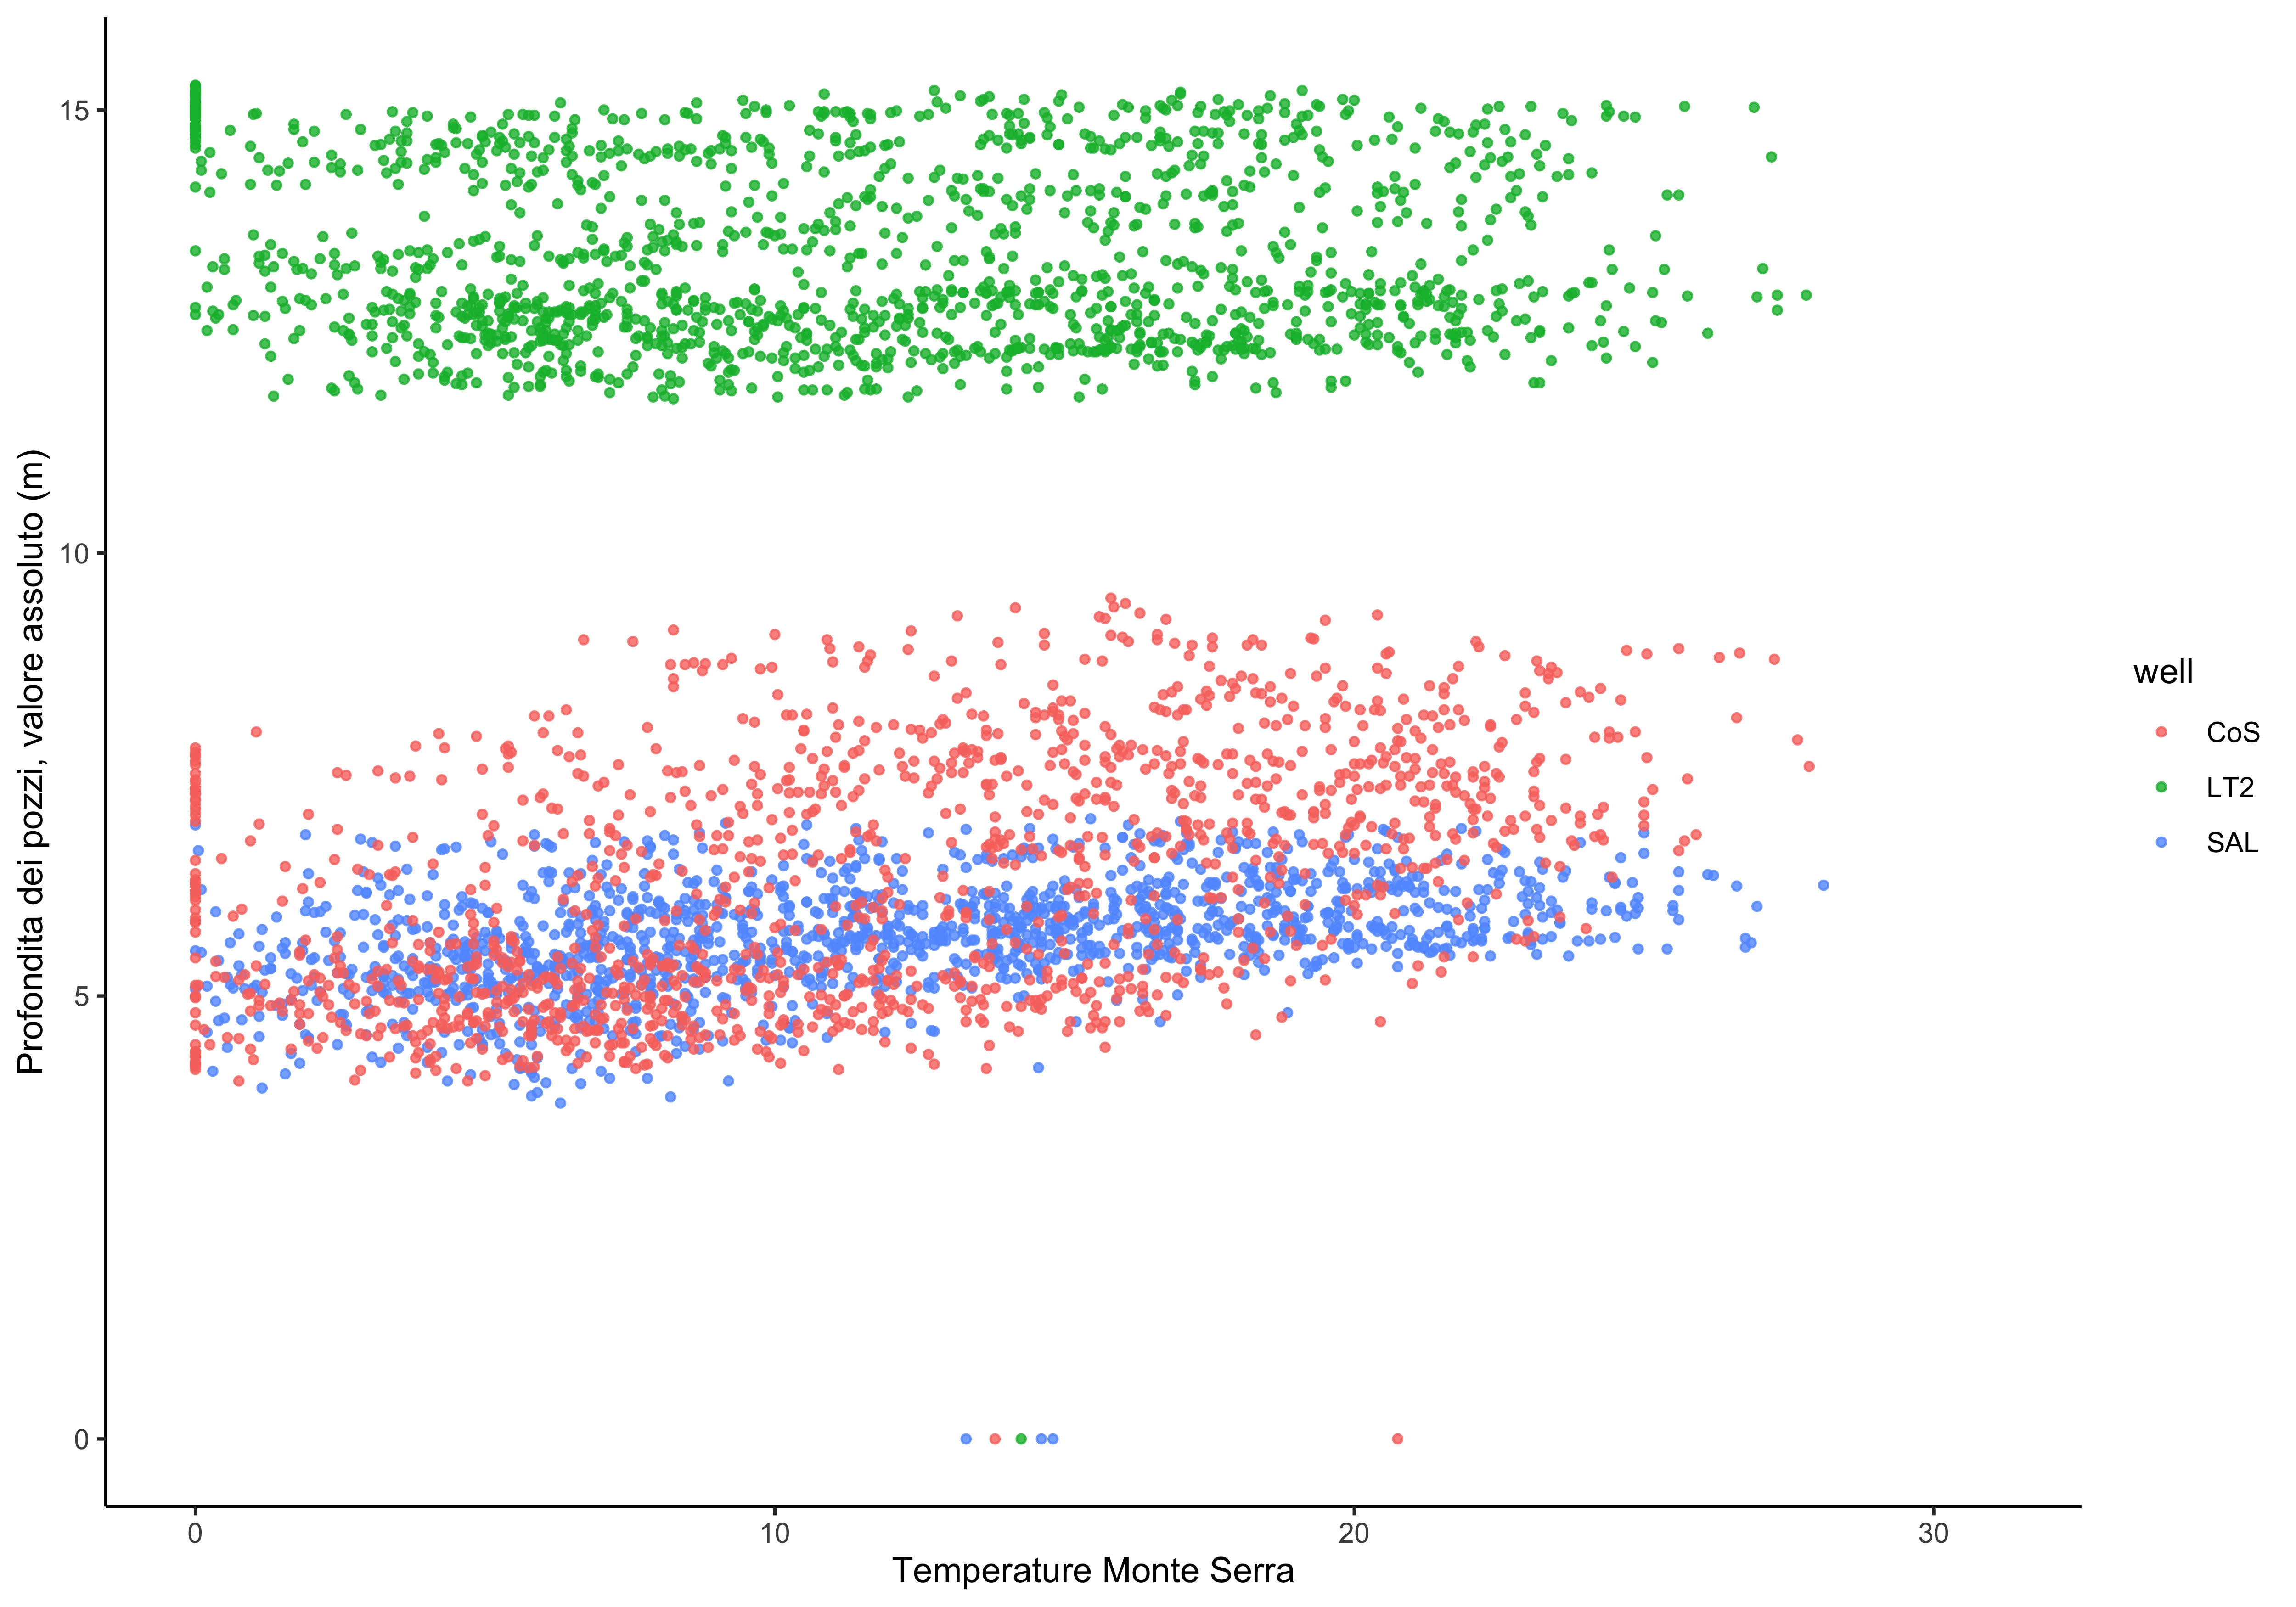 15
10
5
0
Profondita dei pozzi, valore assoluto (m)
0 10 20 30
Temperature Monte Serra
well
CoS
LT2
SAL